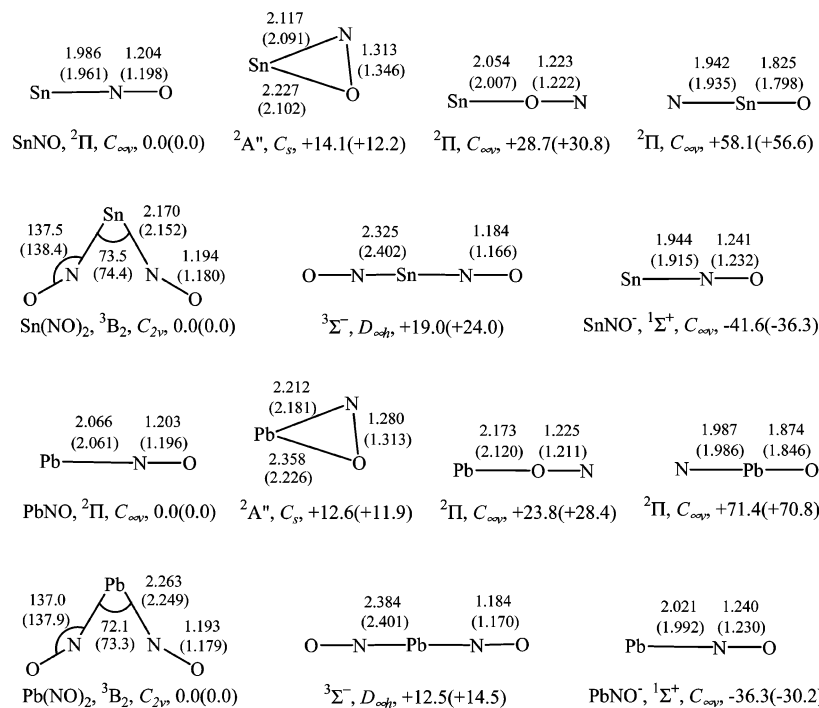 1.986 1.204
(1.961) (1.198)
Sn N O
SnNO, ²Π, C∞v, 0.0(0.0)
2.117
(2.091)
N
Sn
1.313
(1.346)
O
2.227
(2.102)
²A", Cs, +14.1(+12.2)
2.054 1.223
(2.007) (1.222)
Sn O N
²Π, C∞v, +28.7(+30.8)
1.942 1.825
(1.935) (1.798)
N Sn O
²Π, C∞v, +58.1(+56.6)
Sn
137.5
(138.4)
2.170
(2.152)
73.5
(74.4)
1.194
(1.180)
N N
O O
Sn(NO)₂, ³B₂, C2v, 0.0(0.0)
2.325 1.184
(2.402) (1.166)
O N Sn N O
³Σ⁻, D∞h, +19.0(+24.0)
1.944 1.241
(1.915) (1.232)
Sn N O
SnNO⁻, ¹Σ⁺, C∞v, -41.6(-36.3)
2.066 1.203
(2.061) (1.196)
Pb N O
PbNO, ²Π, C∞v, 0.0(0.0)
2.212
(2.181)
N
Pb
1.280
(1.313)
O
2.358
(2.226)
²A", Cs, +12.6(+11.9)
2.173 1.225
(2.120) (1.211)
Pb O N
²Π, C∞v, +23.8(+28.4)
1.987 1.874
(1.986) (1.846)
N Pb O
²Π, C∞v, +71.4(+70.8)
Pb
137.0
(137.9)
2.263
(2.249)
72.1
(73.3)
1.193
(1.179)
N N
O O
Pb(NO)₂, ³B₂, C2v, 0.0(0.0)
2.384 1.184
(2.401) (1.170)
O N Pb N O
³Σ⁻, D∞h, +12.5(+14.5)
2.021 1.240
(1.992) (1.230)
Pb N O
PbNO⁻, ¹Σ⁺, C∞v, -36.3(-30.2)